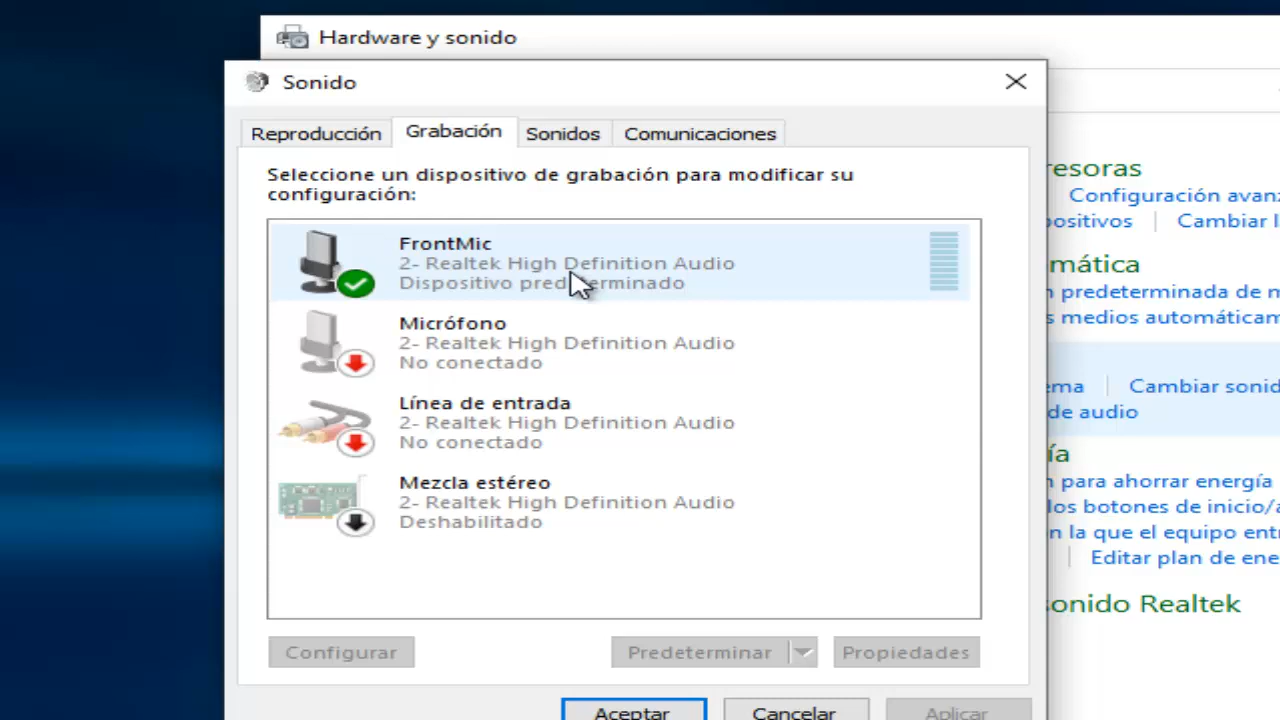 Hardware y sonido
Sonido
Reproducción
Grabación
Sonidos
Comunicaciones
Seleccione un dispositivo de grabación para modificar su
configuración:
FrontMic
2- Realtek High Definition Audio
Dispositivo predeterminado
Micrófono
2- Realtek High Definition Audio
No conectado
Línea de entrada
2- Realtek High Definition Audio
No conectado
Mezcla estéreo
2- Realtek High Definition Audio
Deshabilitado
Configurar
Predeterminar
Propiedades
Aceptar
Cancelar
Aplicar
resoras
Configuración avan
positivos
Cambiar
mática
predeterminada de
medios automáticam
ema
Cambiar sonid
de audio
ía
para ahorrar energía
los botones de inicio/a
n la que el equipo ent
Editar plan de ene
sonido Realtek